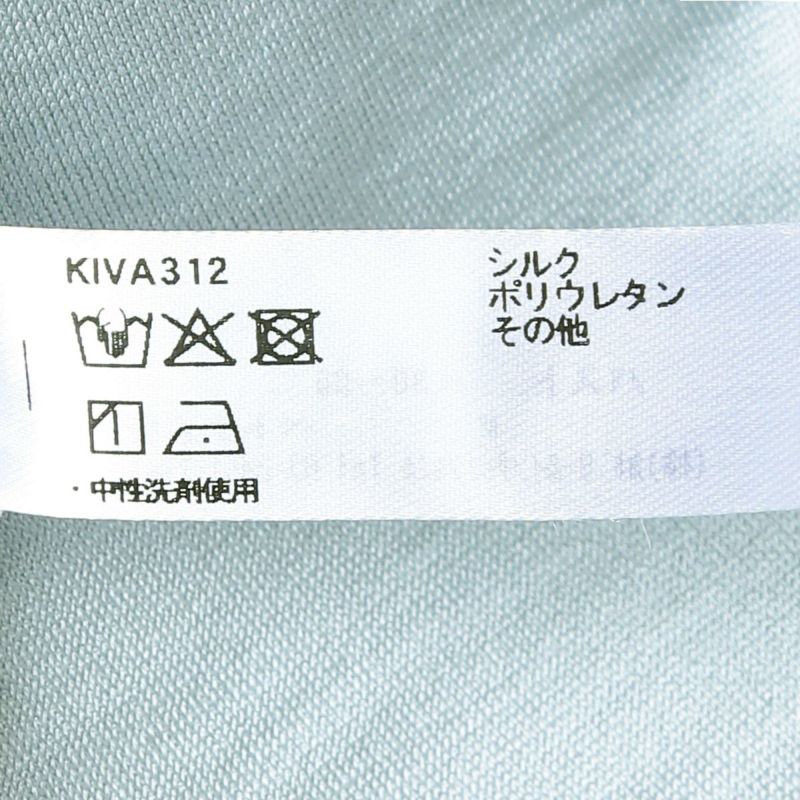 KIVA312
シルク
ポリウレタン
その他
・中性洗剤使用